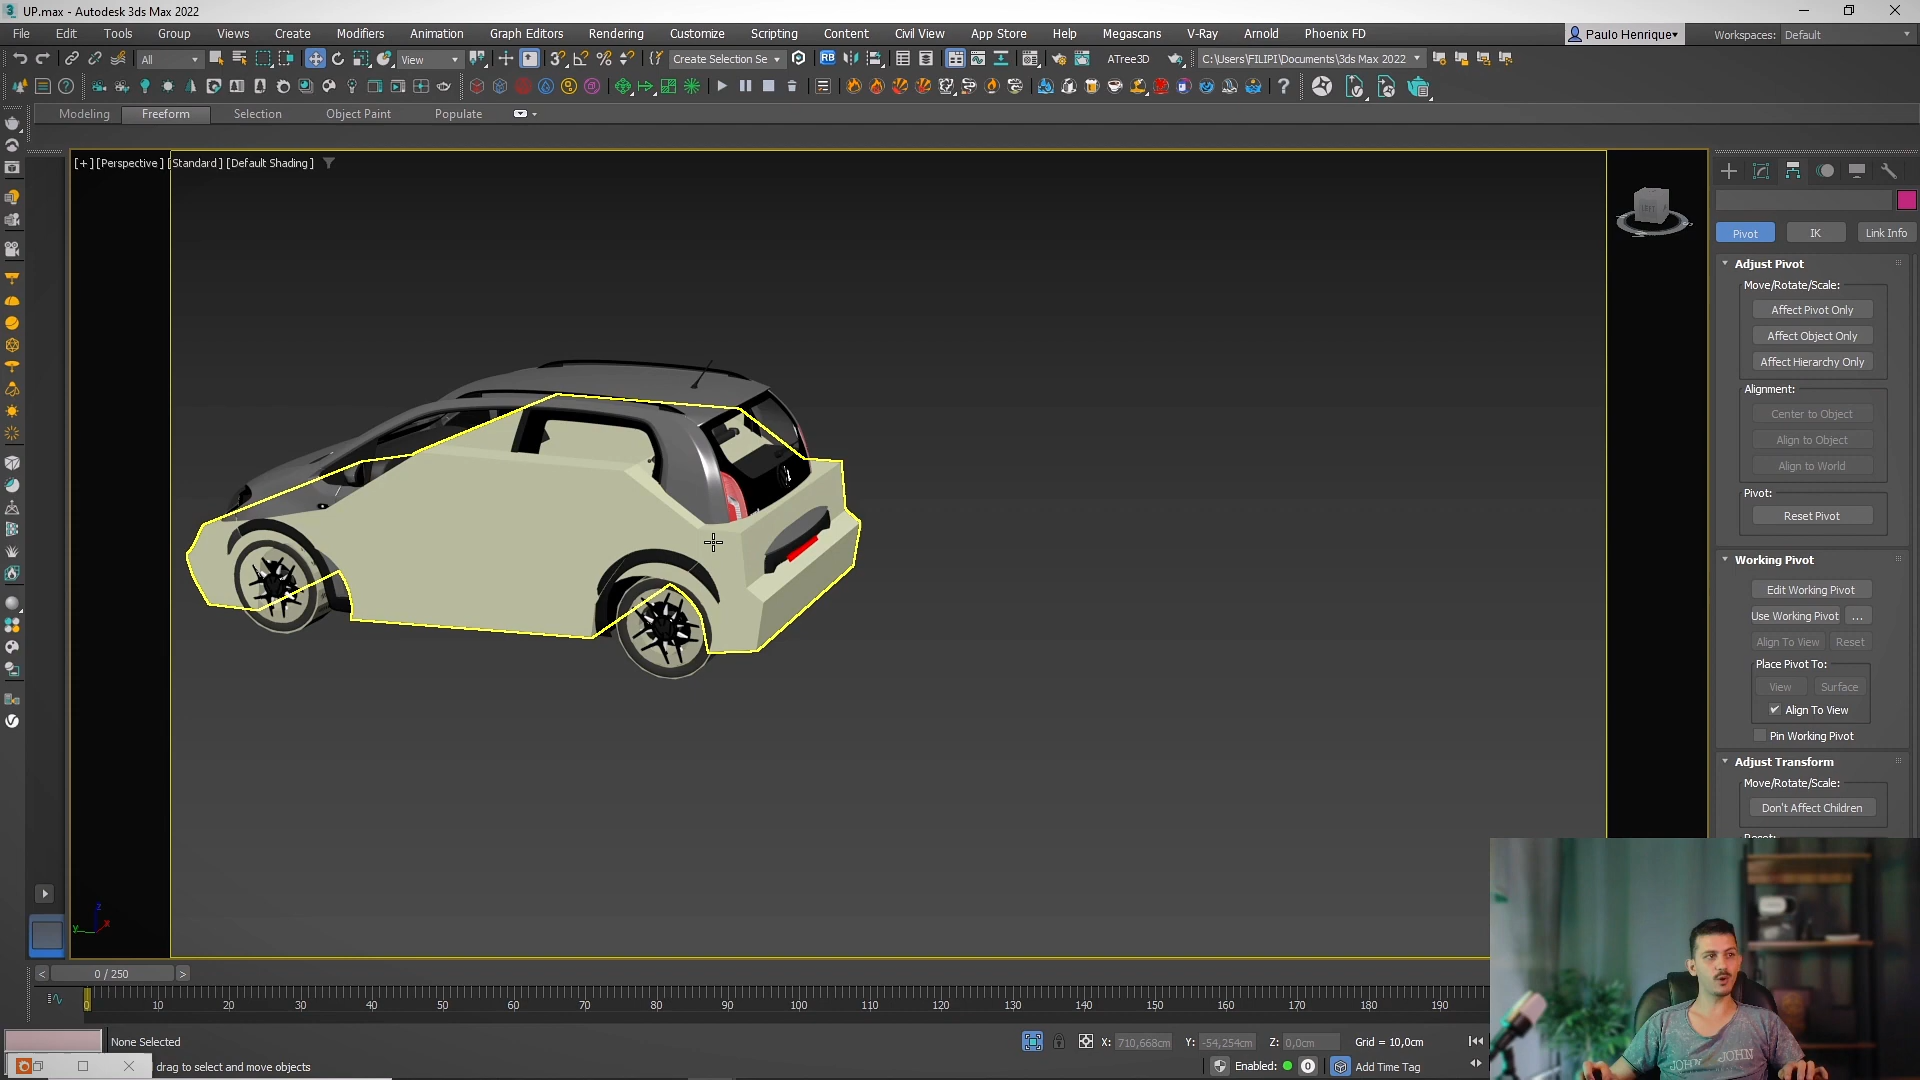 UP.max - Autodesk 3ds Max 2022
File Edit Tools Group Views Create Modifiers Animation Graph Editors Rendering Customize Scripting Content Civil View App Store Help Megascans V-Ray Arnold Phoenix FD Paulo Henrique Workspaces: Default
All View Create Selection Se RB ATree3D C:\Users\FILIPI\Documents\3ds Max 2022
Modeling Freeform Selection Object Paint Populate
[+] [Perspective ] [Standard ] [Default Shading ]
LEFT
Pivot IK Link Info
Adjust Pivot
Move/Rotate/Scale:
Affect Pivot Only
Affect Object Only
Affect Hierarchy Only
Alignment:
Center to Object
Align to Object
Align to World
Pivot:
Reset Pivot
Working Pivot
Edit Working Pivot
Use Working Pivot ...
Align To View Reset
Place Pivot To:
View Surface
Align To View
Pin Working Pivot
Adjust Transform
Move/Rotate/Scale:
Don't Affect Children
Reset:
z
y x
< 0 / 250 >
0 10 20 30 40 50 60 70 80 90 100 110 120 130 140 150 160 170 180 190
None Selected X: 710,668cm Y: -54,254cm Z: 0,0cm Grid = 10,0cm
drag to select and move objects Enabled: 0 Add Time Tag
JOHN JOHN